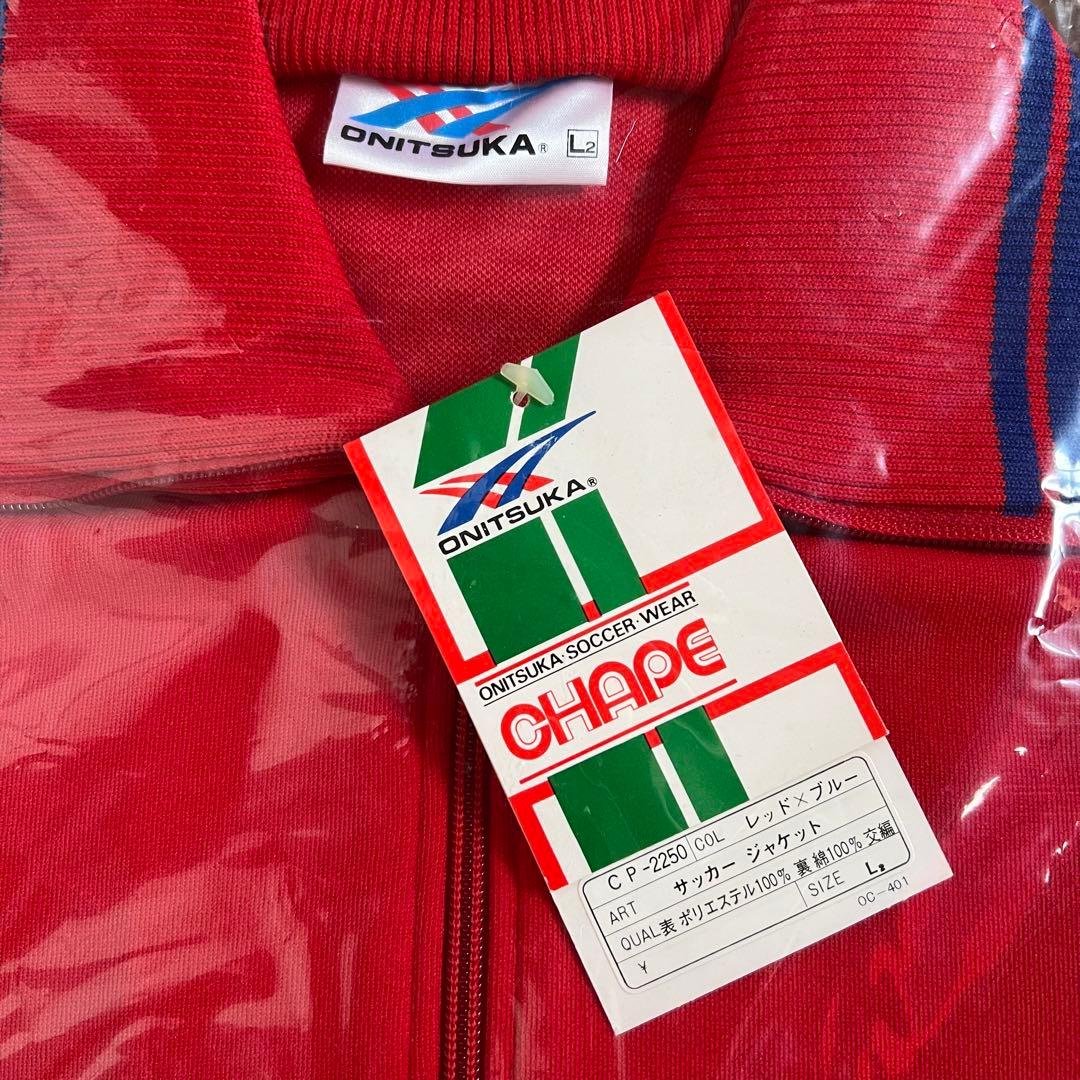 ONITSUKA® L2
ONITSUKA®
ONITSUKA·SOCCER·WEAR
CHAPE
CP-2250 COL レッド×ブルー
ART サッカー ジャケット
QUAL 表 ポリエステル100% 裏 綿100% 交編
¥ SIZE L2
OC-401